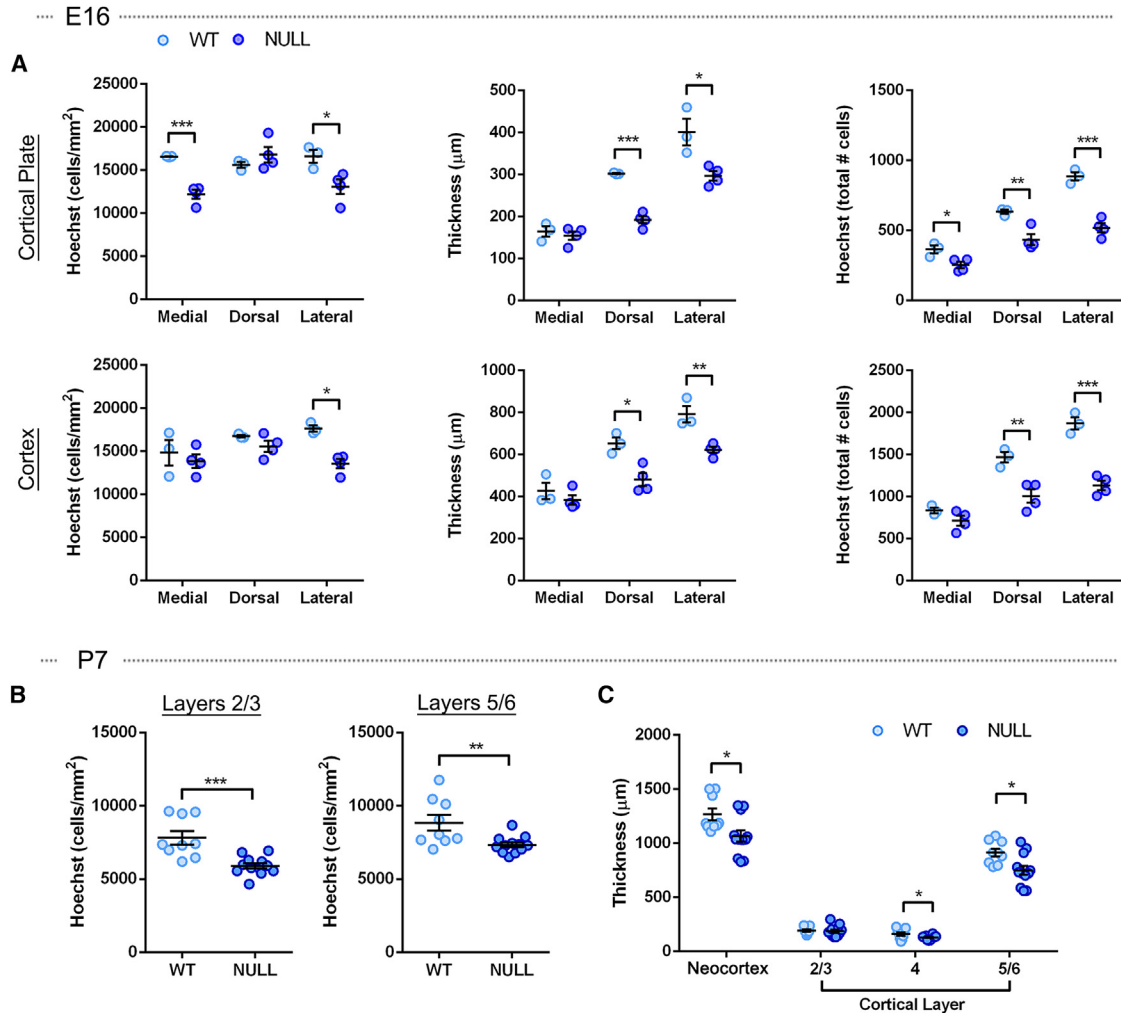 E16
WT NULL
A
Cortical Plate
Hoechst (cells/mm²)
25000
20000
15000
10000
5000
0
***
*
Medial Dorsal Lateral
Thickness (μm)
500
400
300
200
100
0
***
*
Medial Dorsal Lateral
Hoechst (total # cells)
1500
1000
500
0
*
**
***
Medial Dorsal Lateral
Cortex
Hoechst (cells/mm²)
25000
20000
15000
10000
5000
0
*
Medial Dorsal Lateral
Thickness (μm)
1000
800
600
400
200
0
*
**
Medial Dorsal Lateral
Hoechst (total # cells)
2500
2000
1500
1000
500
0
**
***
Medial Dorsal Lateral
P7
B
Layers 2/3
Hoechst (cells/mm²)
15000
10000
5000
0
***
WT NULL
Layers 5/6
Hoechst (cells/mm²)
15000
10000
5000
0
**
WT NULL
C
WT NULL
Thickness (μm)
2000
1500
1000
500
0
*
*
*
Neocortex 2/3 4 5/6
Cortical Layer